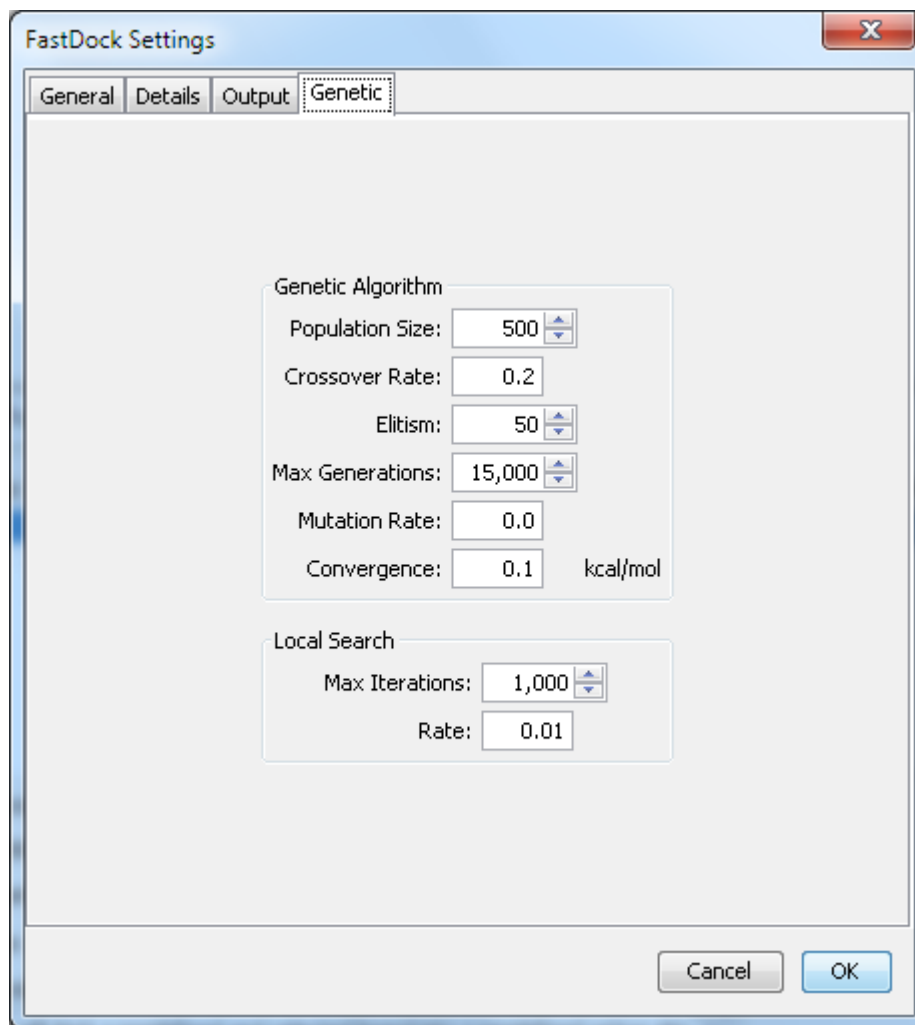 FastDock Settings
General Details Output Genetic
Genetic Algorithm
Population Size: 500
Crossover Rate: 0.2
Elitism: 50
Max Generations: 15,000
Mutation Rate: 0.0
Convergence: 0.1 kcal/mol
Local Search
Max Iterations: 1,000
Rate: 0.01
Cancel OK